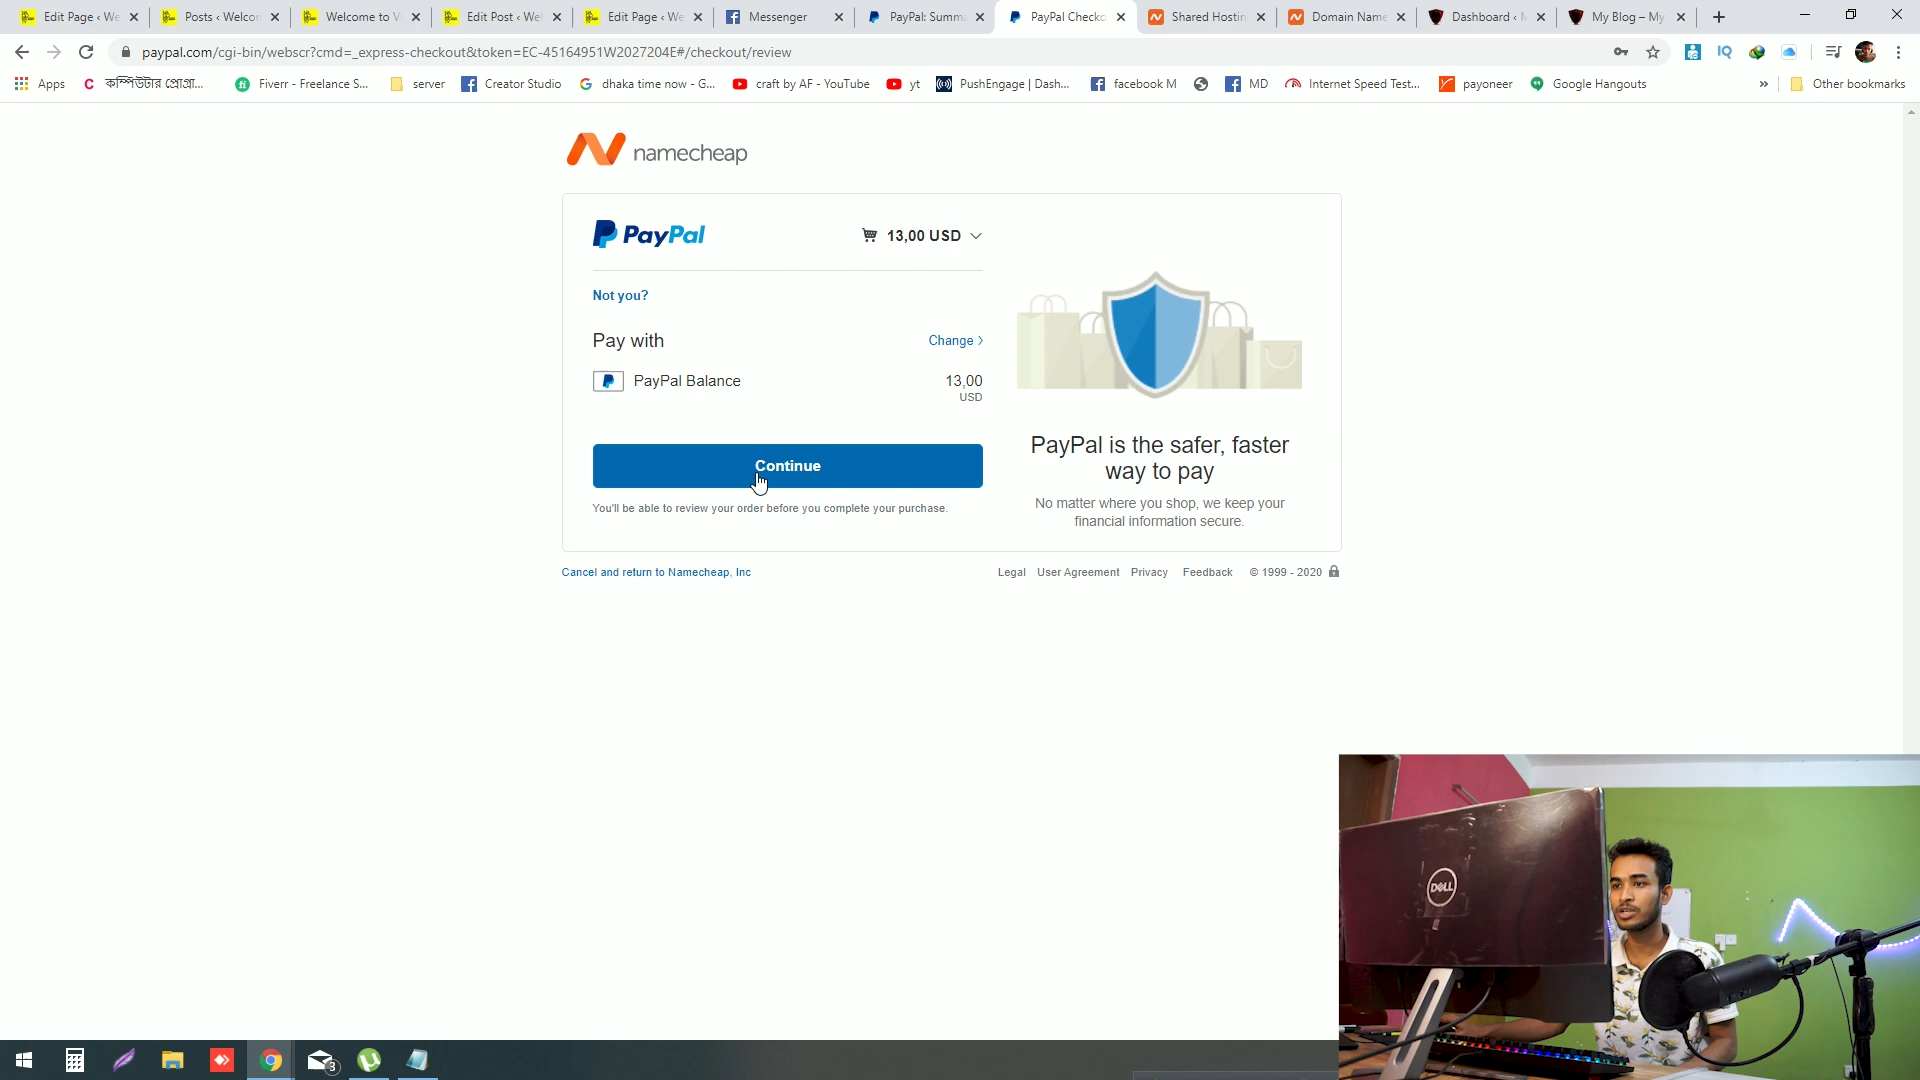 Edit Page ‹ We
Posts ‹ Welcom
Welcome to Vi
Edit Post ‹ Wel
Edit Page ‹ We
Messenger
PayPal: Summa
PayPal Checko
Shared Hostin
Domain Name
Dashboard ‹ M
My Blog – My
paypal.com/cgi-bin/webscr?cmd=_express-checkout&token=EC-45164951W2027204E#/checkout/review
Apps
কম্পিউটার প্রোগ্রা...
Fiverr - Freelance S...
server
Creator Studio
dhaka time now - G...
craft by AF - YouTube
yt
PushEngage | Dash...
facebook M
MD
Internet Speed Test...
payoneer
Google Hangouts
»
Other bookmarks
namecheap
PayPal
13,00 USD
Not you?
Pay with
Change
PayPal Balance
13,00
USD
Continue
You'll be able to review your order before you complete your purchase.
PayPal is the safer, faster
way to pay
No matter where you shop, we keep your
financial information secure.
Cancel and return to Namecheap, Inc
Legal
User Agreement
Privacy
Feedback
© 1999 - 2020
DELL
3